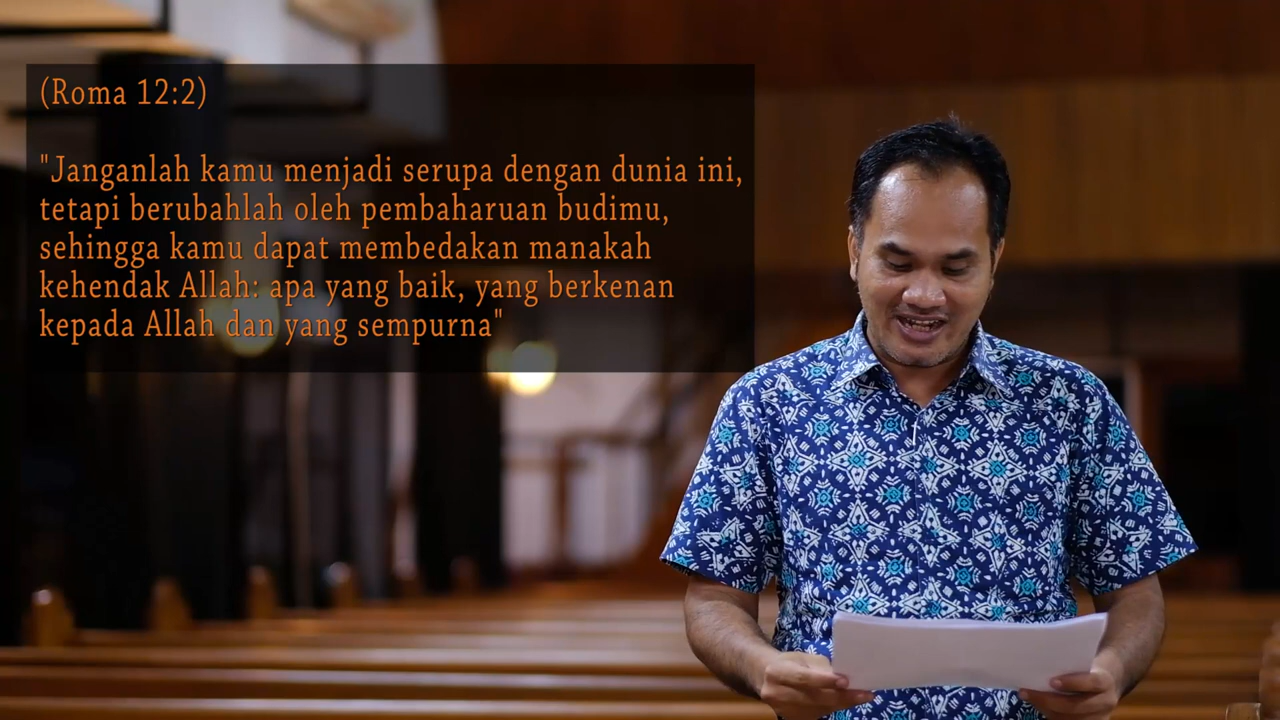 (Roma 12:2)
"Janganlah kamu menjadi serupa dengan dunia ini,
tetapi berubahlah oleh pembaharuan budimu,
sehingga kamu dapat membedakan manakah
kehendak Allah: apa yang baik, yang berkenan
kepada Allah dan yang sempurna"